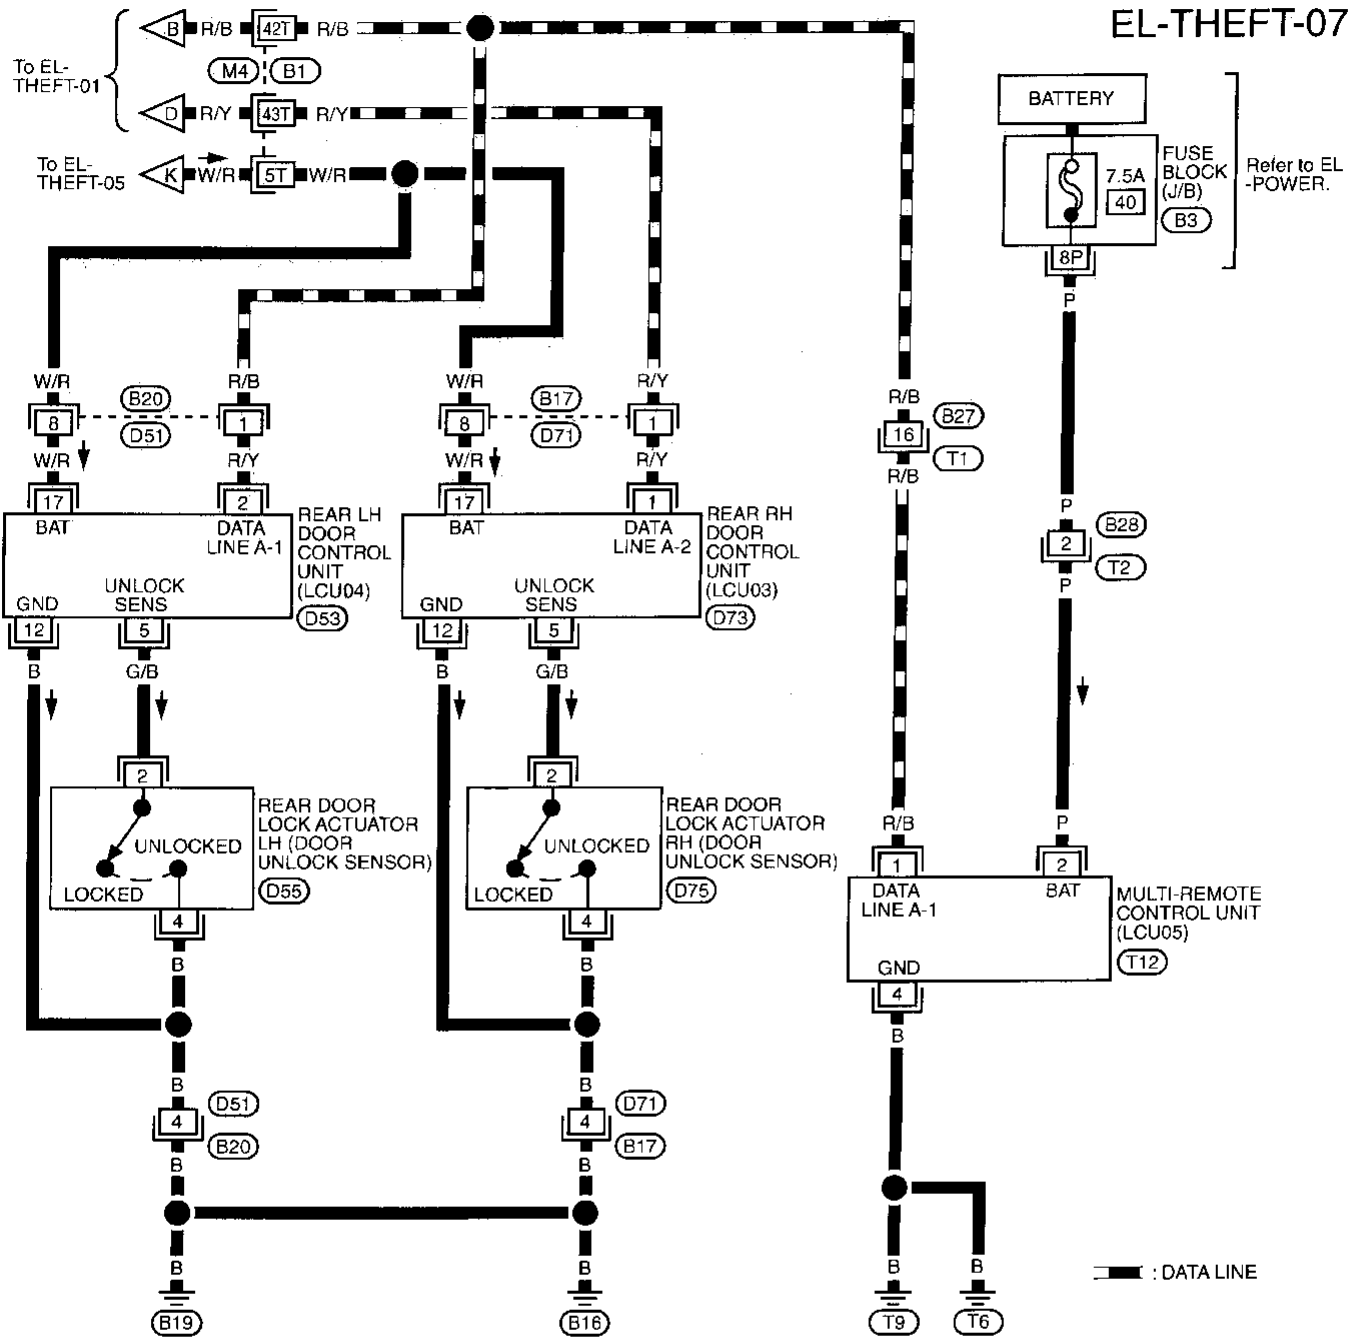 EL-THEFT-07
B R/B 42T R/B
To EL-
THEFT-01
M4 B1
D R/Y 43T R/Y
To EL-
THEFT-05
K W/R 5T W/R
BATTERY
FUSE
BLOCK
(J/B)
B3
7.5A
40
8P
Refer to EL
-POWER.
P
W/R R/B W/R R/Y
B20
8 1
D51
B17
8 1
D71
W/R R/Y W/R R/Y
R/B
B27
16
T1
R/B
P
B28
2
T2
P
17 2
BAT DATA
LINE A-1
UNLOCK
SENS
GND
12 5
REAR LH
DOOR
CONTROL
UNIT
(LCU04)
D53
17 1
BAT DATA
LINE A-2
UNLOCK
SENS
GND
12 5
REAR RH
DOOR
CONTROL
UNIT
(LCU03)
D73
B G/B B G/B
2
UNLOCKED
LOCKED
4
REAR DOOR
LOCK ACTUATOR
LH (DOOR
UNLOCK SENSOR)
D55
2
UNLOCKED
LOCKED
4
REAR DOOR
LOCK ACTUATOR
RH (DOOR
UNLOCK SENSOR)
D75
R/B P
1 2
DATA
LINE A-1
BAT
GND
4
MULTI-REMOTE
CONTROL UNIT
(LCU05)
T12
B B
B
B B
D51
4
B20
D71
4
B17
B B
B B B B
B19 B16 T9 T6
: DATA LINE